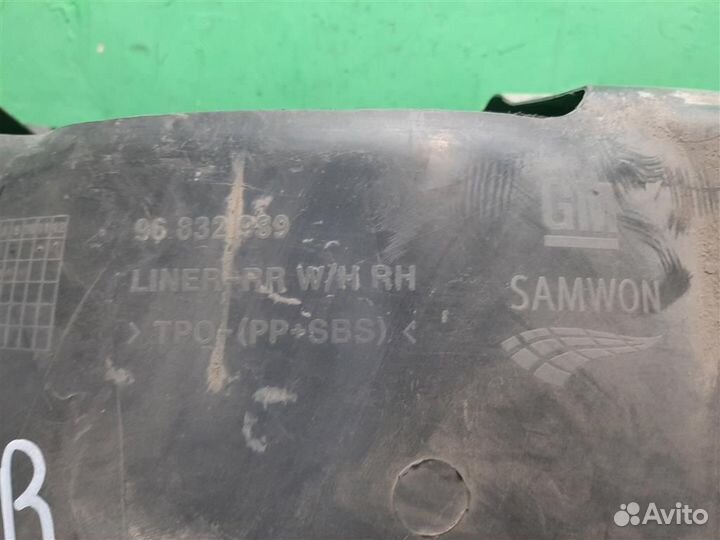 96 832 989
LINER-RR W/H RH
> TPO-(PP+SBS) <
GM
SAMWON
R
Avito